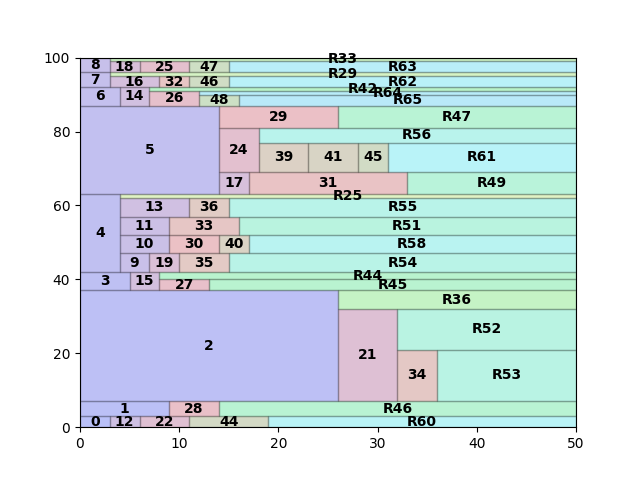 100
R33
8 18 25 47 R63
R29
7 16 32 46 R62
R42
R64
6 14 26 48 R65
80
29 R47
R56
5 24 39 41 45 R61
17 31 R49
R25
60
13 36 R55
11 33 R51
4
10 30 40 R58
9 19 35 R54
40
R44
3 15 27 R45
R36
R52
2
21
20
34 R53
1 28 R46
0
0 12 22 44 R60
0 10 20 30 40 50